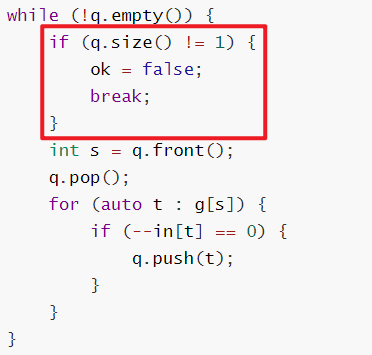 while (!q.empty()) {
    if (q.size() != 1) {
        ok = false;
        break;
    }
    int s = q.front();
    q.pop();
    for (auto t : g[s]) {
        if (--in[t] == 0) {
            q.push(t);
        }
    }
}